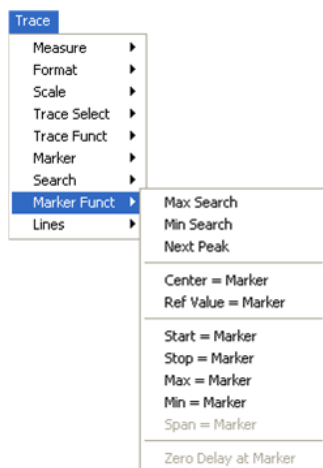 Trace
Measure
Format
Scale
Trace Select
Trace Funct
Marker
Search
Marker Funct
Lines
Max Search
Min Search
Next Peak
Center = Marker
Ref Value = Marker
Start = Marker
Stop = Marker
Max = Marker
Min = Marker
Span = Marker
Zero Delay at Marker